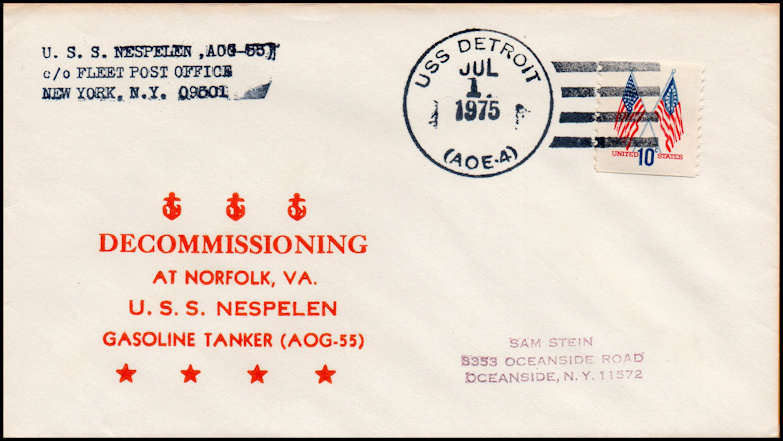 U. S. S. NESPELEN, AOG-55)
c/o FLEET POST OFFICE
NEW YORK, N.Y. 09501
USS DETROIT
JUL
1
1975
(AOE-4)
UNITED 10c STATES
DECOMMISSIONING
AT NORFOLK, VA.
U. S. S. NESPELEN
GASOLINE TANKER (AOG-55)
SAM STEIN
3353 OCEANSIDE ROAD
OCEANSIDE, N.Y. 11572